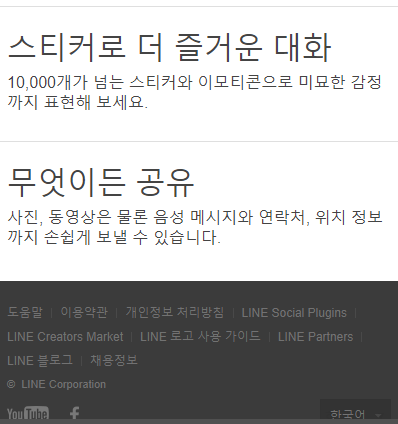 스티커로 더 즐거운 대화
10,000개가 넘는 스티커와 이모티콘으로 미묘한 감정
까지 표현해 보세요.
무엇이든 공유
사진, 동영상은 물론 음성 메시지와 연락처, 위치 정보
까지 손쉽게 보낼 수 있습니다.
도움말 | 이용약관 | 개인정보 처리방침 | LINE Social Plugins |
LINE Creators Market | LINE 로고 사용 가이드 | LINE Partners |
LINE 블로그 | 채용정보
© LINE Corporation
YouTube f 한국어